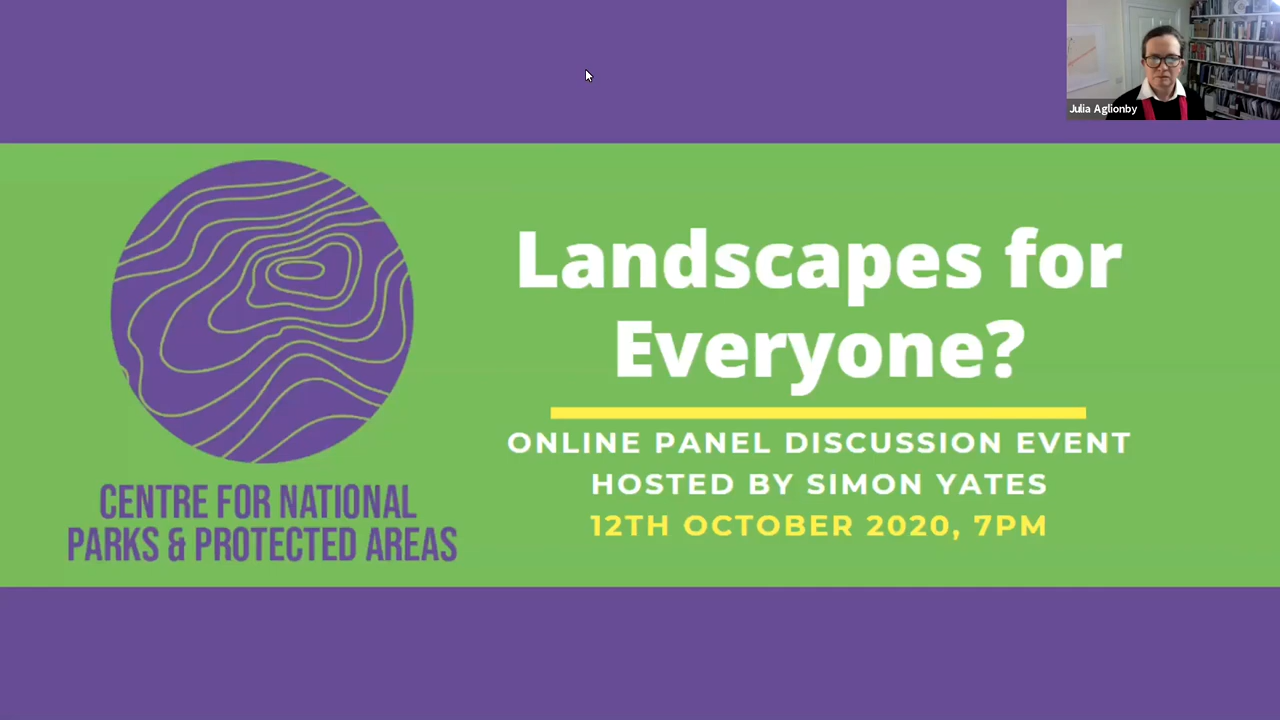 Julia Aglionby
Landscapes for
Everyone?
ONLINE PANEL DISCUSSION EVENT
HOSTED BY SIMON YATES
12TH OCTOBER 2020, 7PM
CENTRE FOR NATIONAL
PARKS & PROTECTED AREAS